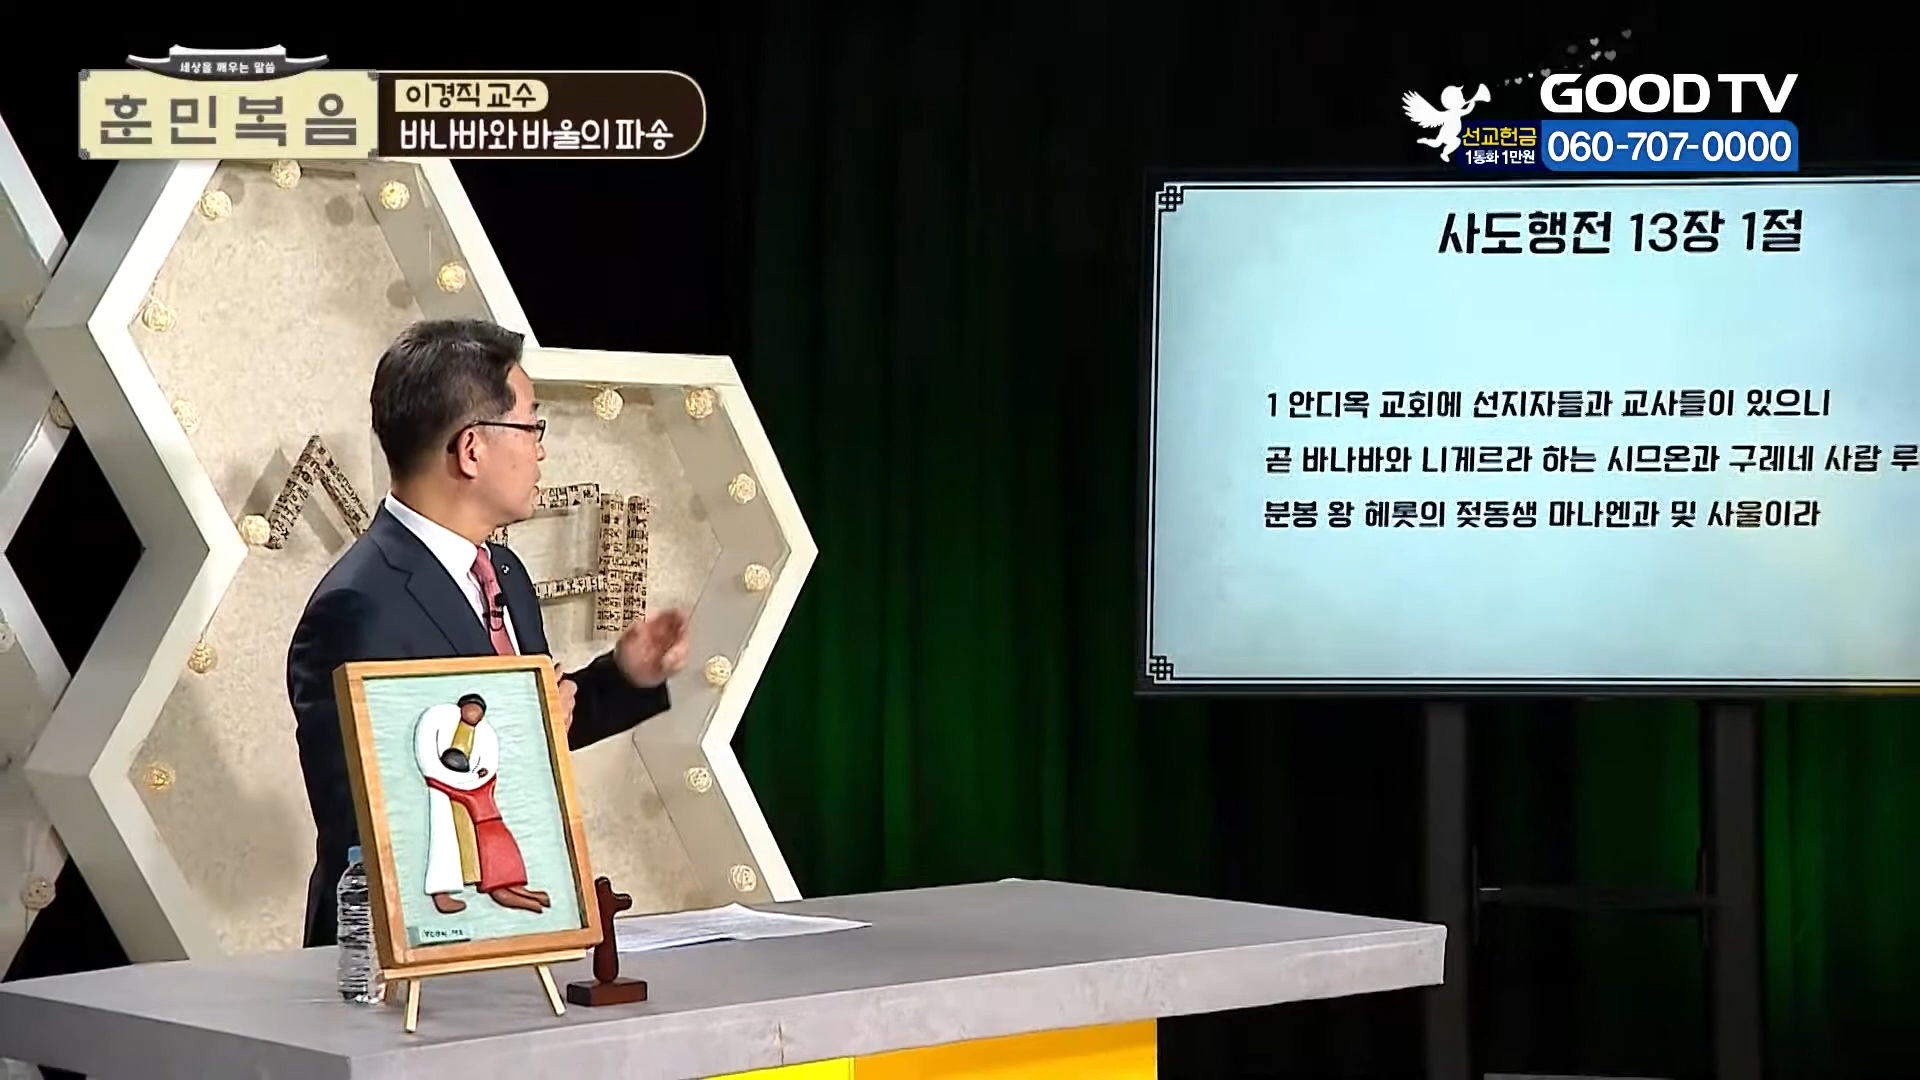 세상을 깨우는 말씀
훈민복음
이경직 교수
바나바와 바울의 파송
GOOD TV
선교헌금
1통화 1만원
060-707-0000
사도행전 13장 1절
1 안디옥 교회에 선지자들과 교사들이 있으니
곧 바나바와 니게르라 하는 시므온과 구레네 사람 루
분봉 왕 헤롯의 젖동생 마나엔과 및 사울이라